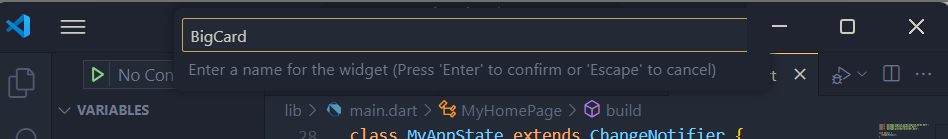 BigCard
Enter a name for the widget (Press 'Enter' to confirm or 'Escape' to cancel)
No Con
VARIABLES
lib > main.dart > MyHomePage > build
28 class MyAppState extends ChangeNotifier {